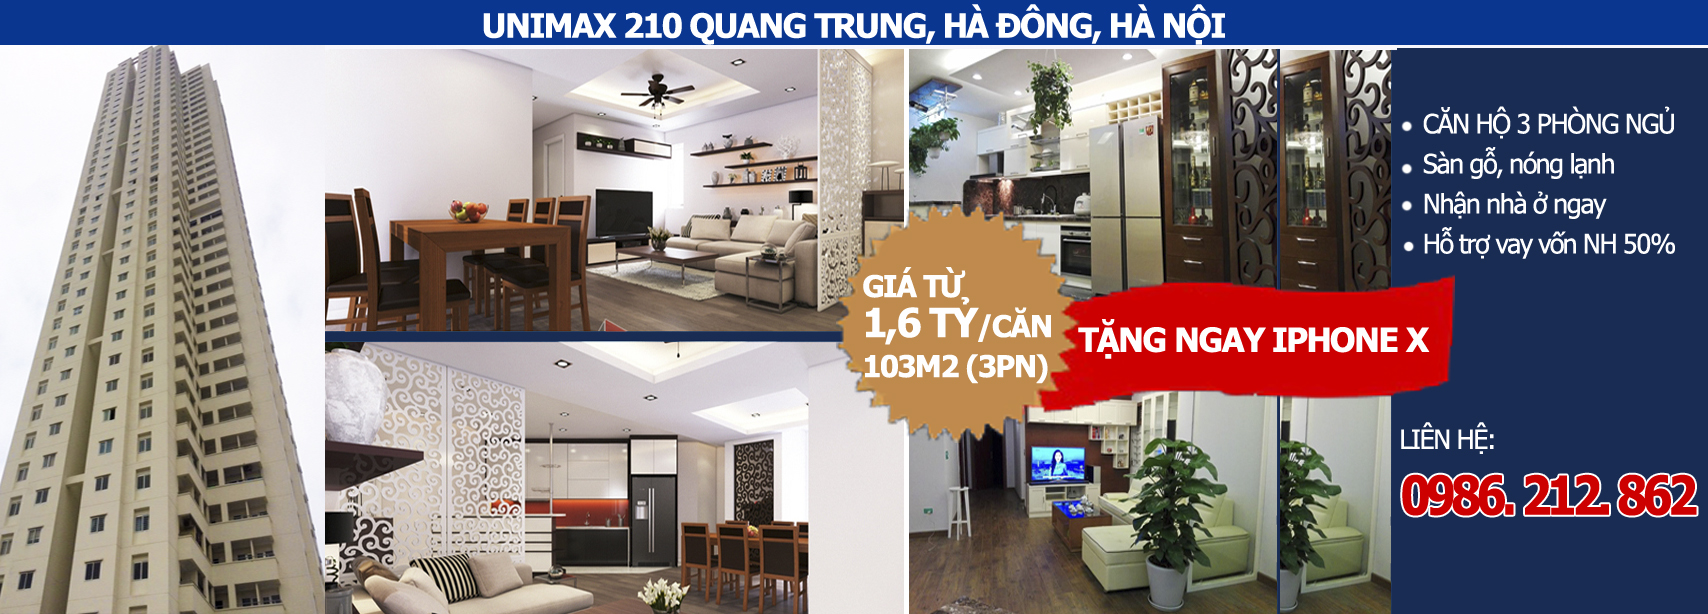 UNIMAX 210 QUANG TRUNG, HÀ ĐÔNG, HÀ NỘI
CĂN HỘ 3 PHÒNG NGỦ
Sàn gỗ, nóng lạnh
Nhận nhà ở ngay
Hỗ trợ vay vốn NH 50%
GIÁ TỪ
1,6 TỶ/CĂN
103M2 (3PN)
TẶNG NGAY IPHONE X
LIÊN HỆ:
0986. 212. 862